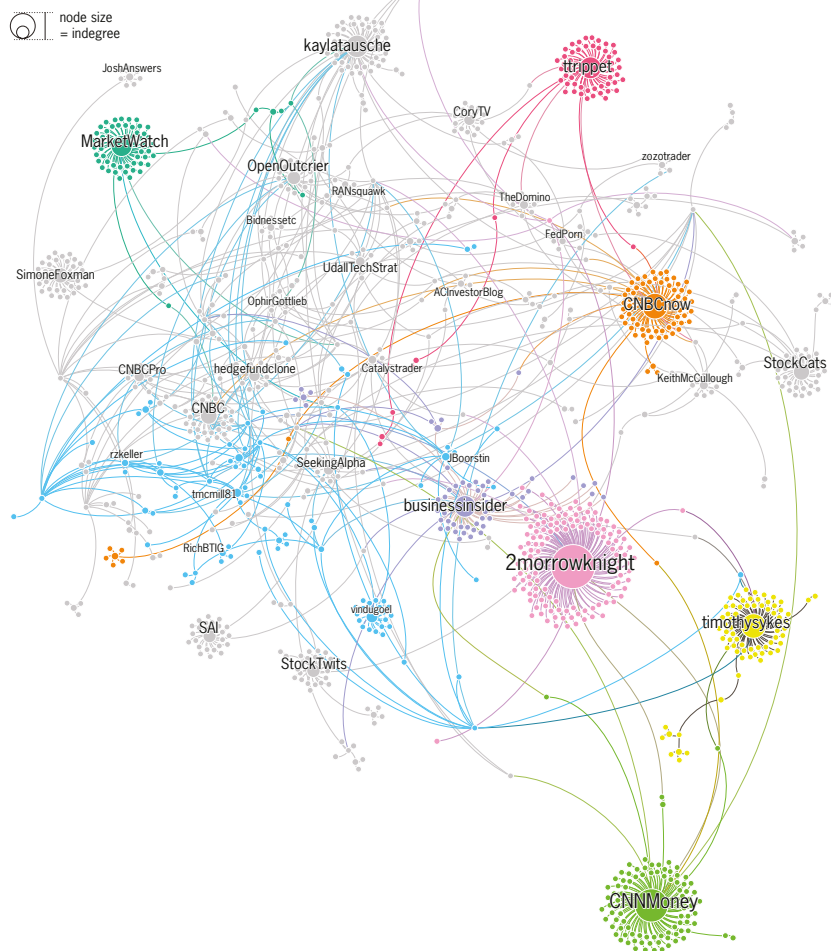 node size
= indegree
kaylatausche
ttrippet
JoshAnswers
CoryTV
MarketWatch
zozotrader
OpenOutcrier
RANsquawk
TheDomino
Bidnessetc
FedPorn
SimoneFoxman
UdallTechStrat
ACInvestorBlog
OphirGottlieb
CNBCnow
CNBCPro
hedgefundclone
Catalystrader
StockCats
KeithMcCullough
CNBC
rzkeller
SeekingAlpha
JBoorstin
tmcmill81
businessinsider
RichBTIG
2morrowknight
vindugoel
timothysykes
SAI
StockTwits
CNNMoney